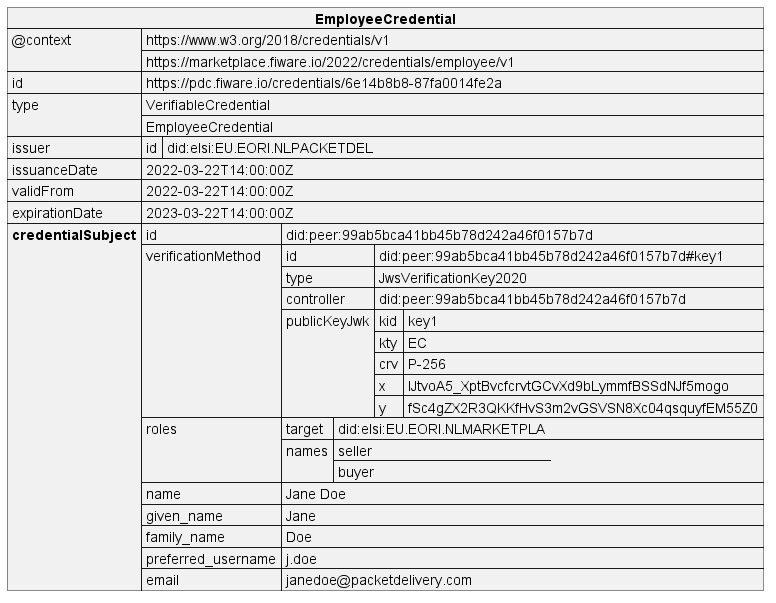 EmployeeCredential
@context https://www.w3.org/2018/credentials/v1
https://marketplace.fiware.io/2022/credentials/employee/v1
id https://pdc.fiware.io/credentials/6e14b8b8-87fa0014fe2a
type VerifiableCredential
EmployeeCredential
issuer id did:elsi:EU.EORI.NLPACKETDEL
issuanceDate 2022-03-22T14:00:00Z
validFrom 2022-03-22T14:00:00Z
expirationDate 2023-03-22T14:00:00Z
credentialSubject id did:peer:99ab5bca41bb45b78d242a46f0157b7d
verificationMethod id did:peer:99ab5bca41bb45b78d242a46f0157b7d#key1
type JwsVerificationKey2020
controller did:peer:99ab5bca41bb45b78d242a46f0157b7d
publicKeyJwk kid key1
kty EC
crv P-256
x lJtvoA5_XptBvcfcrvtGCvXd9bLymmfBSSdNJf5mogo
y fSc4gZX2R3QKKfHvS3m2vGSVSN8Xc04qsquyfEM55Z0
roles target did:elsi:EU.EORI.NLMARKETPLA
names seller
buyer
name Jane Doe
given_name Jane
family_name Doe
preferred_username j.doe
email janedoe@packetdelivery.com